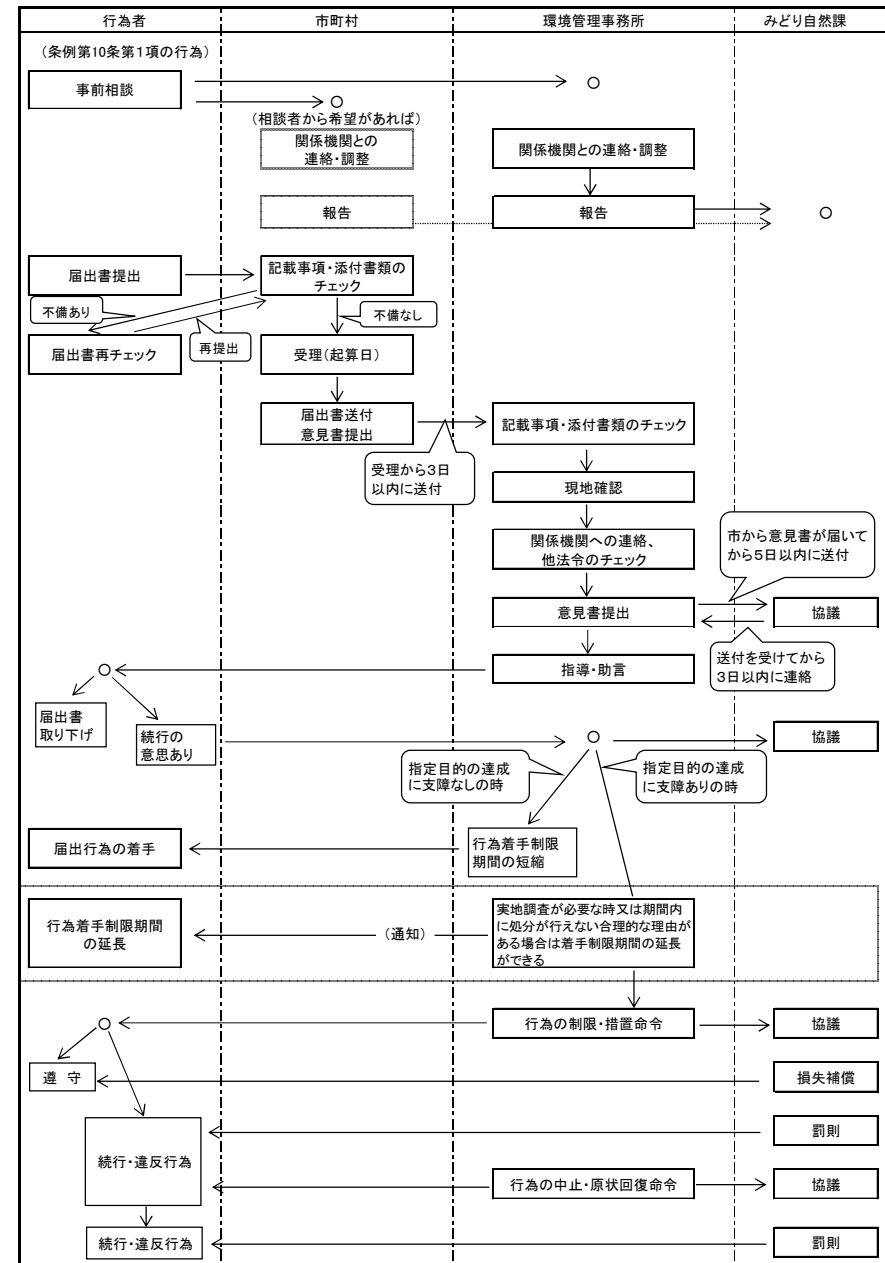 行為者 市町村 環境管理事務所 みどり自然課
（条例第10条第1項の行為）
事前相談
○
○
（相談者から希望があれば）
関係機関との
連絡・調整
関係機関との連絡・調整
報告
報告
○
届出書提出
記載事項・添付書類の
チェック
不備あり
再提出
不備なし
届出書再チェック
受理（起算日）
届出書送付
意見書提出
記載事項・添付書類のチェック
受理から3日
以内に送付
現地確認
関係機関への連絡、
他法令のチェック
市から意見書が届いて
から5日以内に送付
意見書提出
協議
送付を受けてから
3日以内に連絡
指導・助言
○
届出書
取り下げ
続行の
意思あり
○
協議
指定目的の達成
に支障なしの時
指定目的の達成
に支障ありの時
届出行為の着手
行為着手制限
期間の短縮
行為着手制限期間
の延長
（通知）
実地調査が必要な時又は期間内
に処分が行えない合理的な理由が
ある場合は着手制限期間の延長
ができる
○
行為の制限・措置命令
協議
遵　守
損失補償
罰則
続行・違反行為
行為の中止・原状回復命令
協議
続行・違反行為
罰則